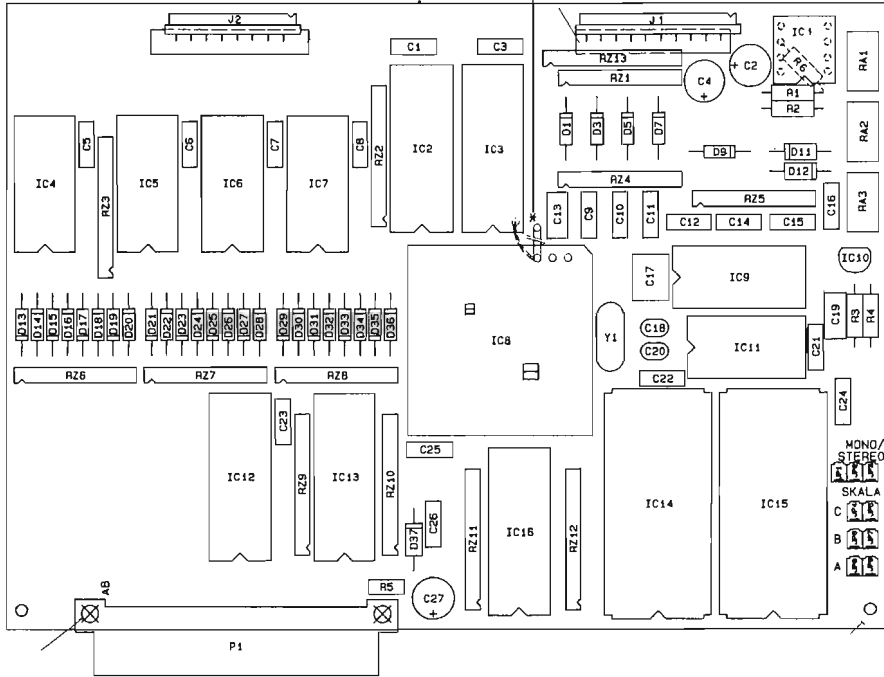 J2
J1
C1
C3
RZ13
IC1
R6
RA1
C2
C4
RZ1
R1
R2
IC4
C5
RZ3
IC5
C6
IC6
C7
IC7
C8
RZ2
IC2
IC3
D1
D3
D5
D7
D9
D11
D12
RA2
RZ4
RZ5
C13
C9
C10
C11
C12
C14
C15
C16
RA3
*
C17
IC9
IC10
D13
D14
D15
D16
D17
D18
D19
D20
D21
D22
D23
D24
D25
D26
D27
D28
D29
D30
D31
D32
D33
D34
D35
D36
IC8
Y1
C18
C20
IC11
C21
C19
R3
R4
RZ6
RZ7
RZ8
C22
C24
IC12
C23
RZ9
IC13
RZ10
C25
C26
D37
RZ11
IC16
RZ12
IC14
IC15
MONO/
STEREO
SKALA
C
B
A
R5
C27
+
+
+
AB
P1